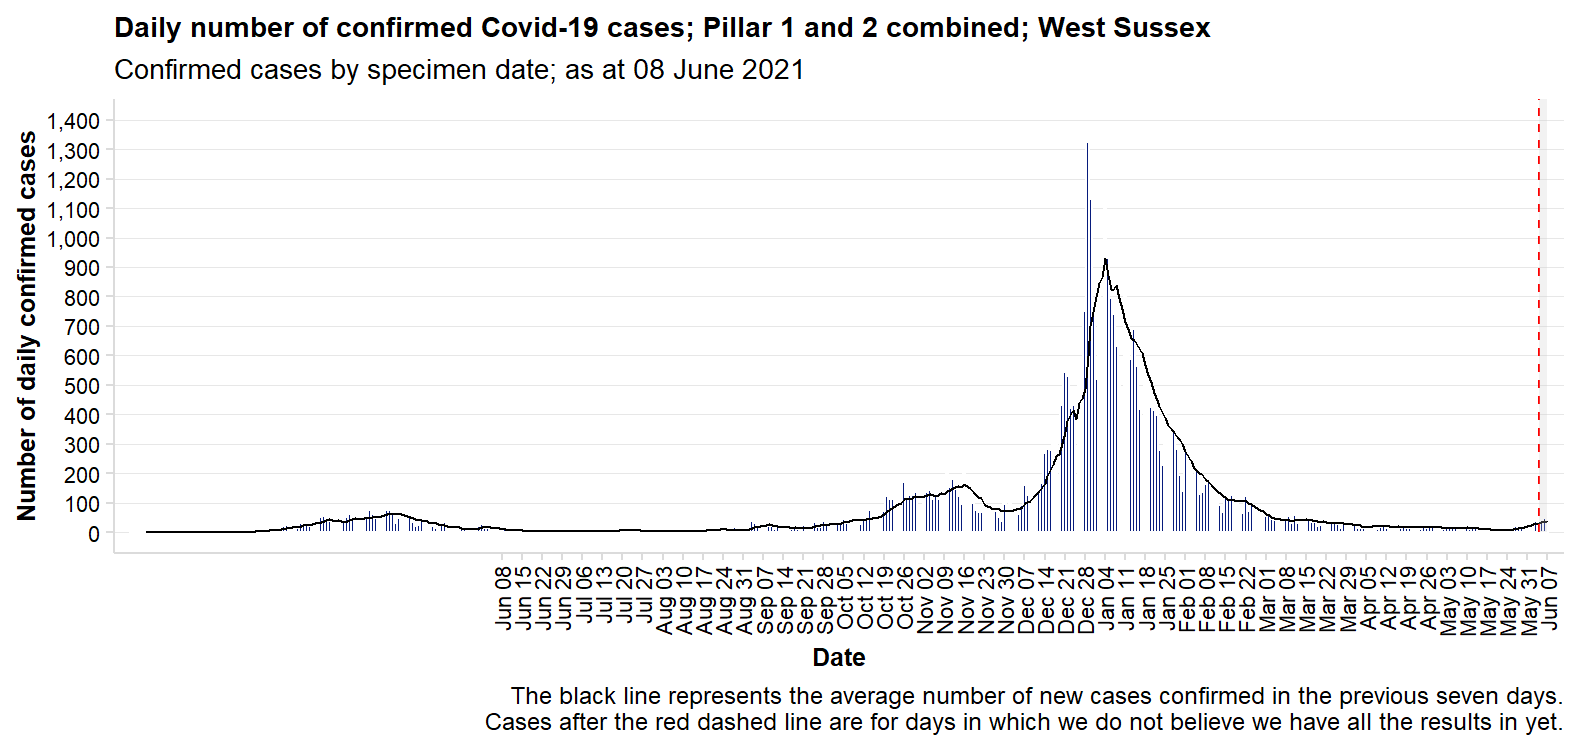 Daily number of confirmed Covid-19 cases; Pillar 1 and 2 combined; West Sussex
Confirmed cases by specimen date; as at 08 June 2021
Number of daily confirmed cases
1,400
1,300
1,200
1,100
1,000
900
800
700
600
500
400
300
200
100
0
Jun 08
Jun 15
Jun 22
Jun 29
Jul 06
Jul 13
Jul 20
Jul 27
Aug 03
Aug 10
Aug 17
Aug 24
Aug 31
Sep 07
Sep 14
Sep 21
Sep 28
Oct 05
Oct 12
Oct 19
Oct 26
Nov 02
Nov 09
Nov 16
Nov 23
Nov 30
Dec 07
Dec 14
Dec 21
Dec 28
Jan 04
Jan 11
Jan 18
Jan 25
Feb 01
Feb 08
Feb 15
Feb 22
Mar 01
Mar 08
Mar 15
Mar 22
Mar 29
Apr 05
Apr 12
Apr 19
Apr 26
May 03
May 10
May 17
May 24
May 31
Jun 07
Date
The black line represents the average number of new cases confirmed in the previous seven days.
Cases after the red dashed line are for days in which we do not believe we have all the results in yet.